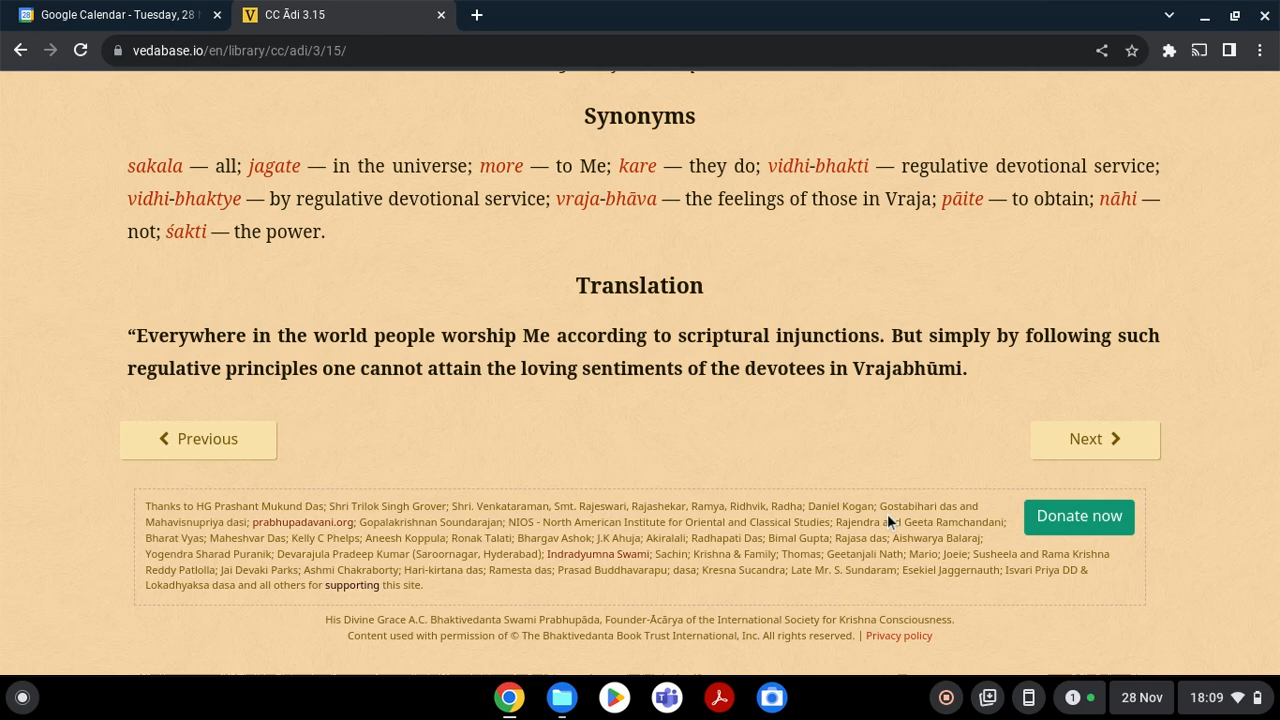 Google Calendar - Tuesday, 28
CC Ādi 3.15
vedabase.io/en/library/cc/adi/3/15/
Synonyms
sakala — all; jagate — in the universe; more — to Me; kare — they do; vidhi-bhakti — regulative devotional service;
vidhi-bhaktye — by regulative devotional service; vraja-bhāva — the feelings of those in Vraja; pāite — to obtain; nāhi —
not; śakti — the power.
Translation
“Everywhere in the world people worship Me according to scriptural injunctions. But simply by following such
regulative principles one cannot attain the loving sentiments of the devotees in Vrajabhūmi.
Previous
Next
Thanks to HG Prashant Mukund Das; Shri Trilok Singh Grover; Shri. Venkataraman, Smt. Rajeswari, Rajashekar, Ramya, Ridhvik, Radha; Daniel Kogan; Gostabihari das and
Mahavisnupriya dasi; prabhupadavani.org; Gopalakrishnan Soundarajan; NIOS - North American Institute for Oriental and Classical Studies; Rajendra and Geeta Ramchandani;
Bharat Vyas; Maheshvar Das; Kelly C Phelps; Aneesh Koppula; Ronak Talati; Bhargav Ashok; J.K Ahuja; Akiralali; Radhapati Das; Bimal Gupta; Rajasa das; Aishwarya Balaraj;
Yogendra Sharad Puranik; Devarajula Pradeep Kumar (Saroornagar, Hyderabad); Indradyumna Swami; Sachin; Krishna & Family; Thomas; Geetanjali Nath; Mario; Joeie; Susheela and Rama Krishna
Reddy Patlolla; Jai Devaki Parks; Ashmi Chakraborty; Hari-kirtana das; Ramesta das; Prasad Buddhavarapu; dasa; Kresna Sucandra; Late Mr. S. Sundaram; Esekiel Jaggernauth; Isvari Priya DD &
Lokadhyaksa dasa and all others for supporting this site.
Donate now
His Divine Grace A.C. Bhaktivedanta Swami Prabhupāda, Founder-Ācārya of the International Society for Krishna Consciousness.
Content used with permission of © The Bhaktivedanta Book Trust International, Inc. All rights reserved. | Privacy policy
1
28 Nov
18:09